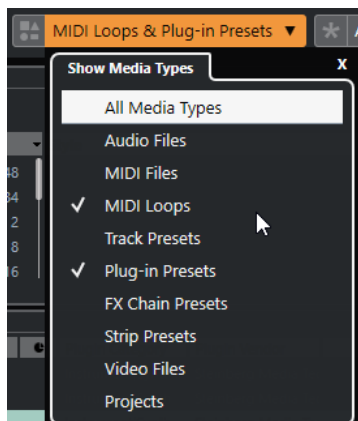 MIDI Loops & Plug-in Presets ▼
Show Media Types X
All Media Types
Audio Files
48
MIDI Files
34
✓ MIDI Loops
2
Track Presets
8
✓ Plug-in Presets
16
FX Chain Presets
Strip Presets
Video Files
Projects